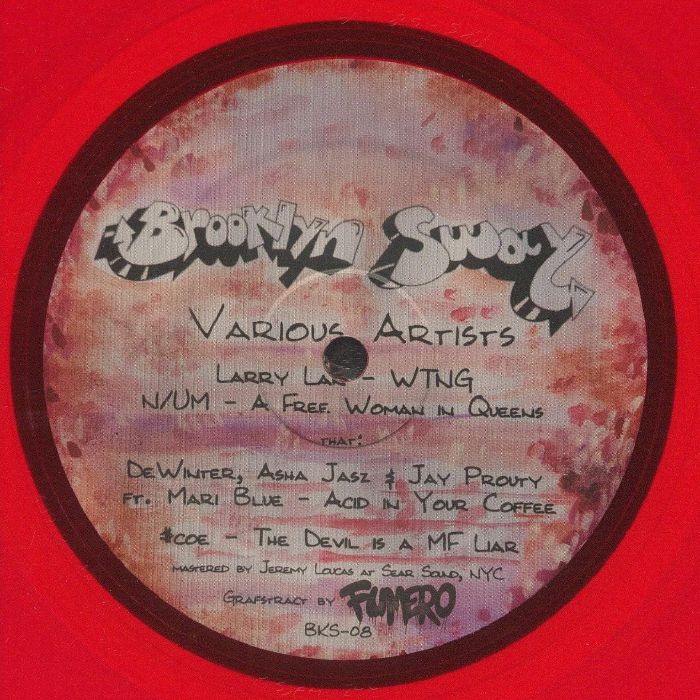 Brooklyn Sway
Various Artists
Larry - WTNG
N/UM - A Free Woman in Queens
that:
DeWinter, Asha Jasz & Jay Prouty
ft. Mari Blue - Acid in Your Coffee
#coe - The Devil is a MF Liar
mastered by Jeremy Loucas at Sear Sound, NYC
Grafstract by FUMERO
BKS-08